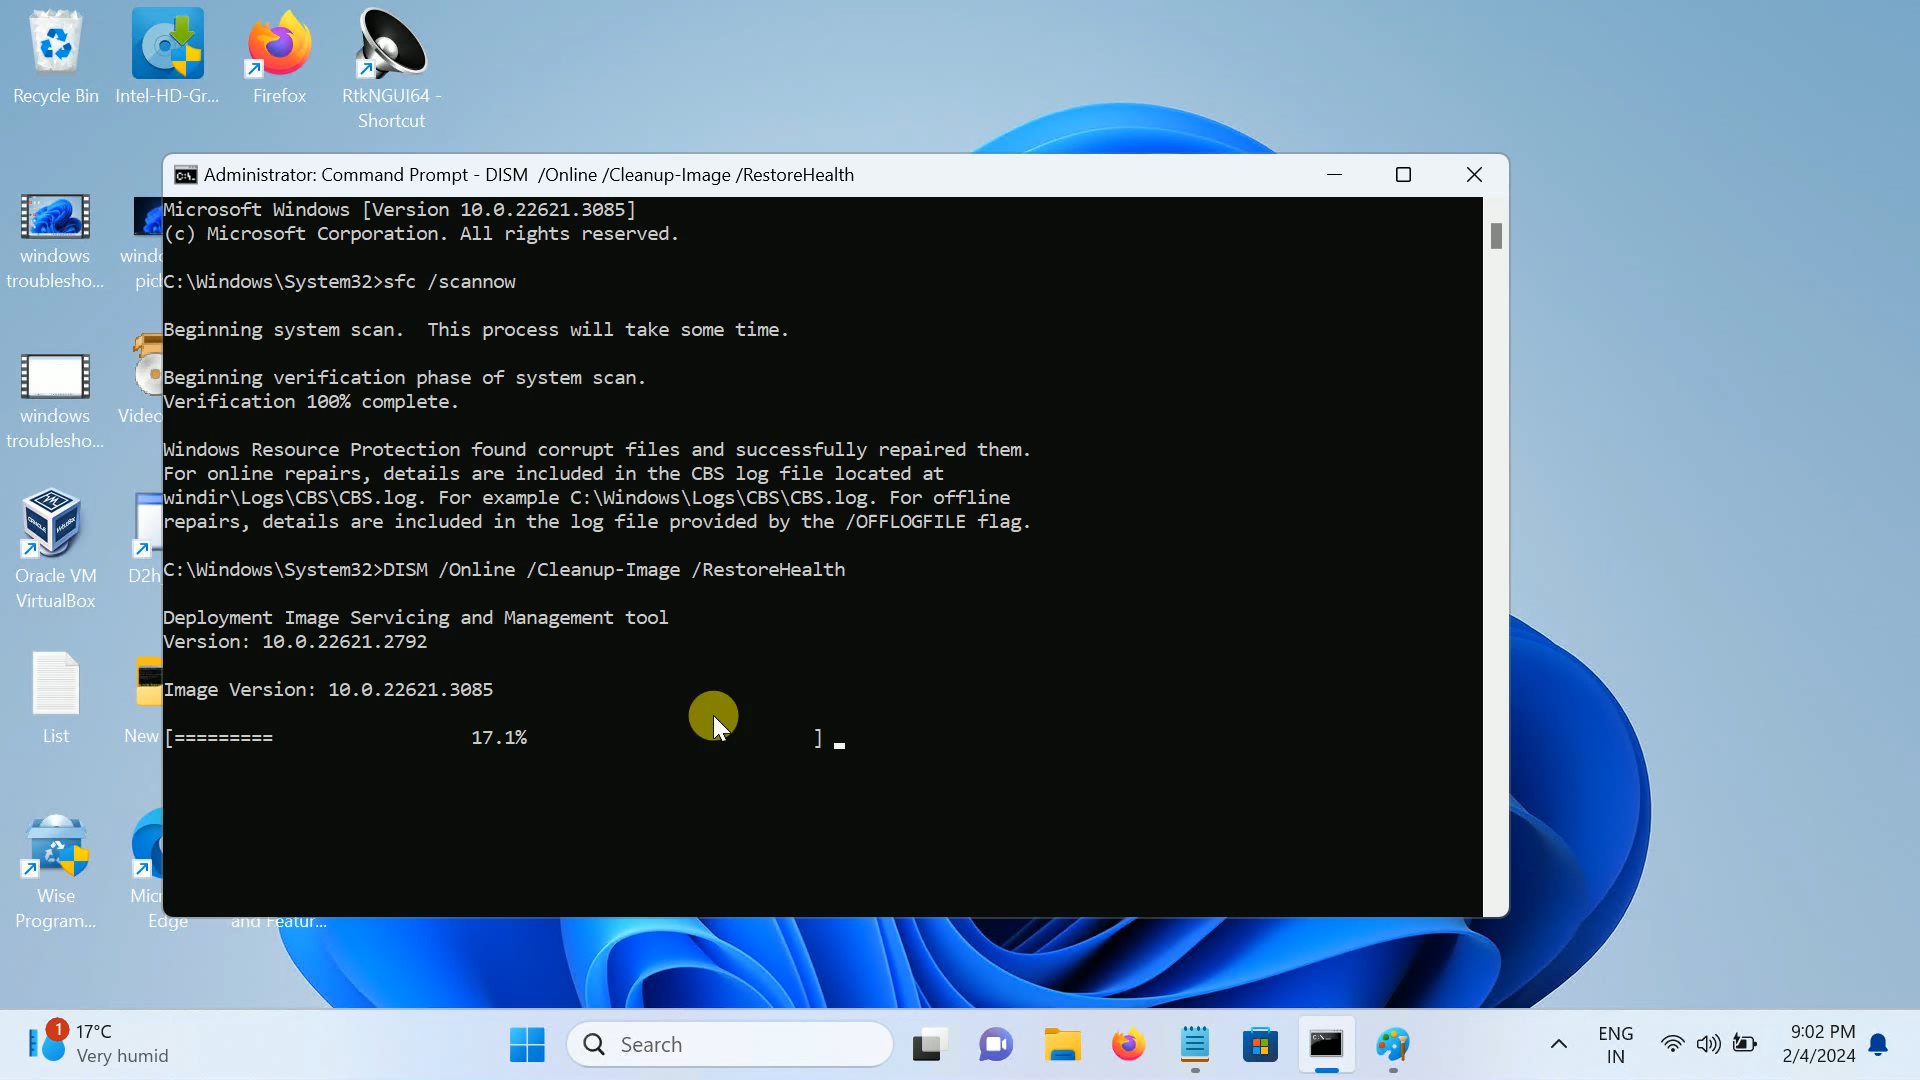 Recycle Bin
Intel-HD-Gr...
Firefox
RtkNGUI64 -
Shortcut
Administrator: Command Prompt - DISM  /Online /Cleanup-Image /RestoreHealth
Microsoft Windows [Version 10.0.22621.3085]
(c) Microsoft Corporation. All rights reserved.
C:\Windows\System32>sfc /scannow
Beginning system scan.  This process will take some time.
Beginning verification phase of system scan.
Verification 100% complete.
Windows Resource Protection found corrupt files and successfully repaired them.
For online repairs, details are included in the CBS log file located at
windir\Logs\CBS\CBS.log. For example C:\Windows\Logs\CBS\CBS.log. For offline
repairs, details are included in the log file provided by the /OFFLOGFILE flag.
C:\Windows\System32>DISM /Online /Cleanup-Image /RestoreHealth
Deployment Image Servicing and Management tool
Version: 10.0.22621.2792
Image Version: 10.0.22621.3085
[=========                  17.1%                          ]
windows
troublesho...
windo
pic
windows
troublesho...
Video
Oracle VM
VirtualBox
D2h
List
New
Wise
Program...
Mic
Edge
and Featur...
1
17°C
Very humid
Search
ENG
IN
9:02 PM
2/4/2024